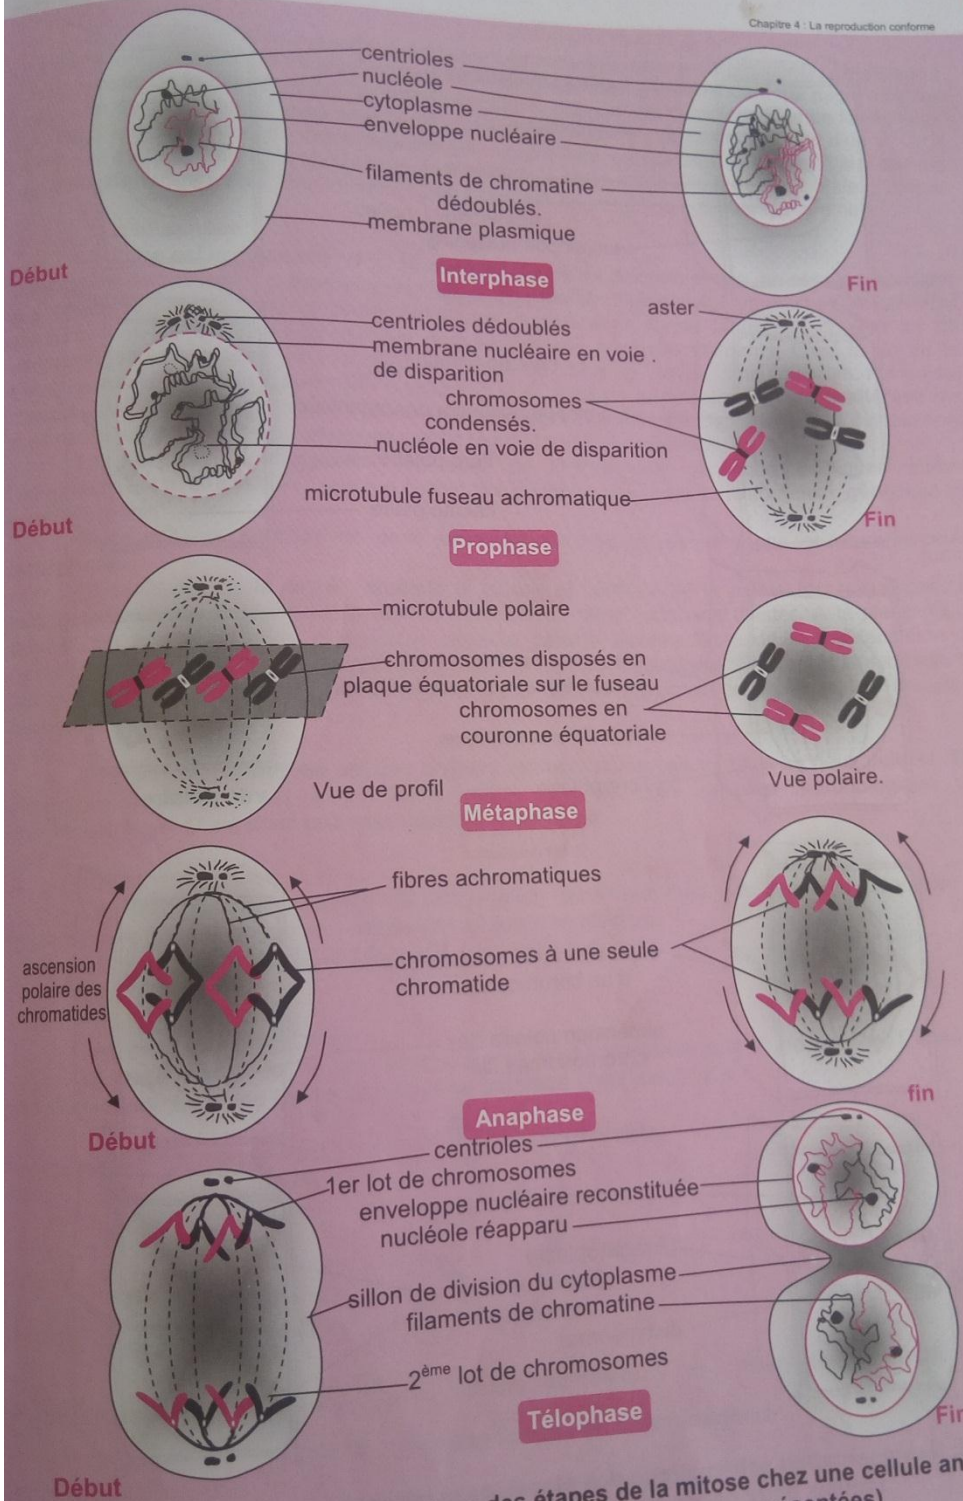 Chapitre 4 : La reproduction conforme
centrioles
nucléole
cytoplasme
enveloppe nucléaire
filaments de chromatine
dédoublés.
membrane plasmique
Début
Interphase
Fin
aster
centrioles dédoublés
membrane nucléaire en voie .
de disparition
chromosomes
condensés.
nucléole en voie de disparition
microtubule fuseau achromatique
Début
Fin
Prophase
microtubule polaire
chromosomes disposés en
plaque équatoriale sur le fuseau
chromosomes en
couronne équatoriale
Vue de profil
Vue polaire.
Métaphase
fibres achromatiques
ascension
polaire des
chromatides
chromosomes à une seule
chromatide
fin
Anaphase
Début
centrioles
1er lot de chromosomes
enveloppe nucléaire reconstituée
nucléole réapparu
sillon de division du cytoplasme
filaments de chromatine
2ème lot de chromosomes
Télophase
Fin
Début
étapes de la mitose chez une cellule